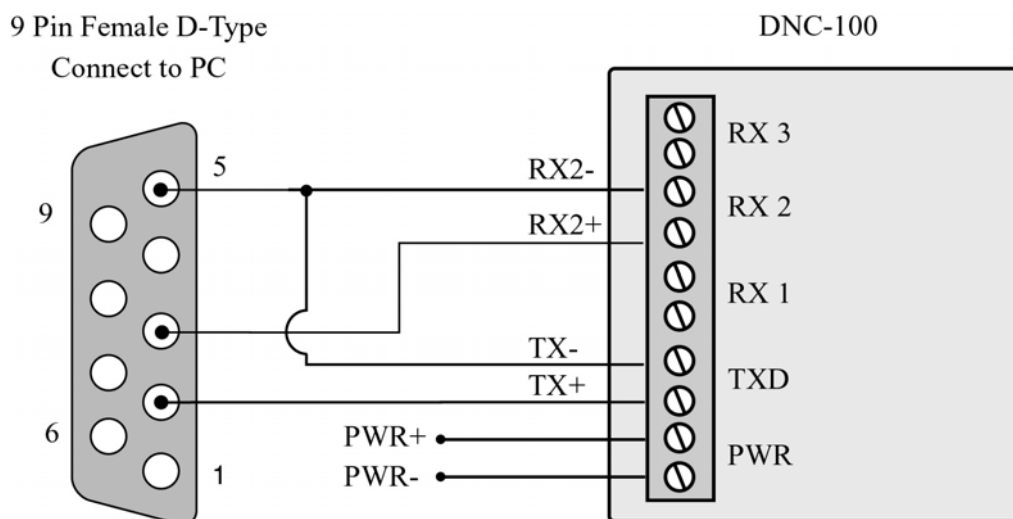 9 Pin Female D-Type
Connect to PC
DNC-100
5
9
6
1
RX2-
RX2+
TX-
TX+
PWR+
PWR-
RX 3
RX 2
RX 1
TXD
PWR